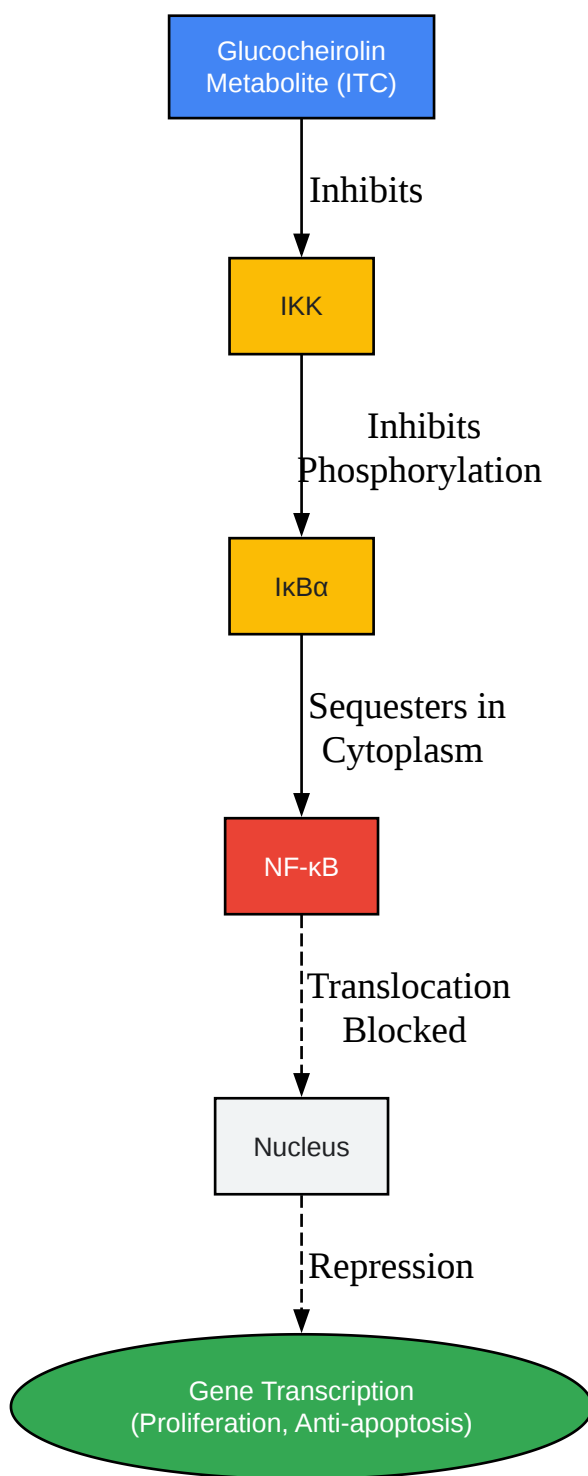 Glucocheirolin
Metabolite (ITC)
Inhibits
IKK
Inhibits
Phosphorylation
IκBα
Sequesters in
Cytoplasm
NF-κB
Translocation
Blocked
Nucleus
Repression
Gene Transcription
(Proliferation, Anti-apoptosis)